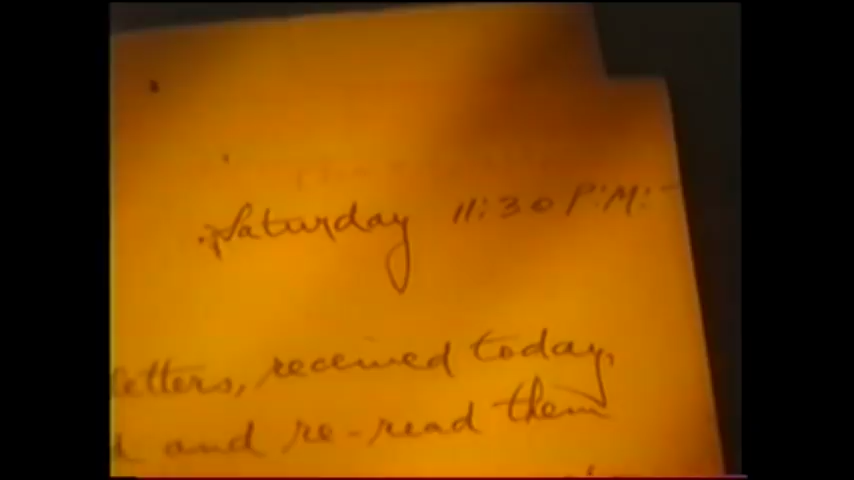 Saturday 11:30 P.M.-
letters, received today,
d and re-read them